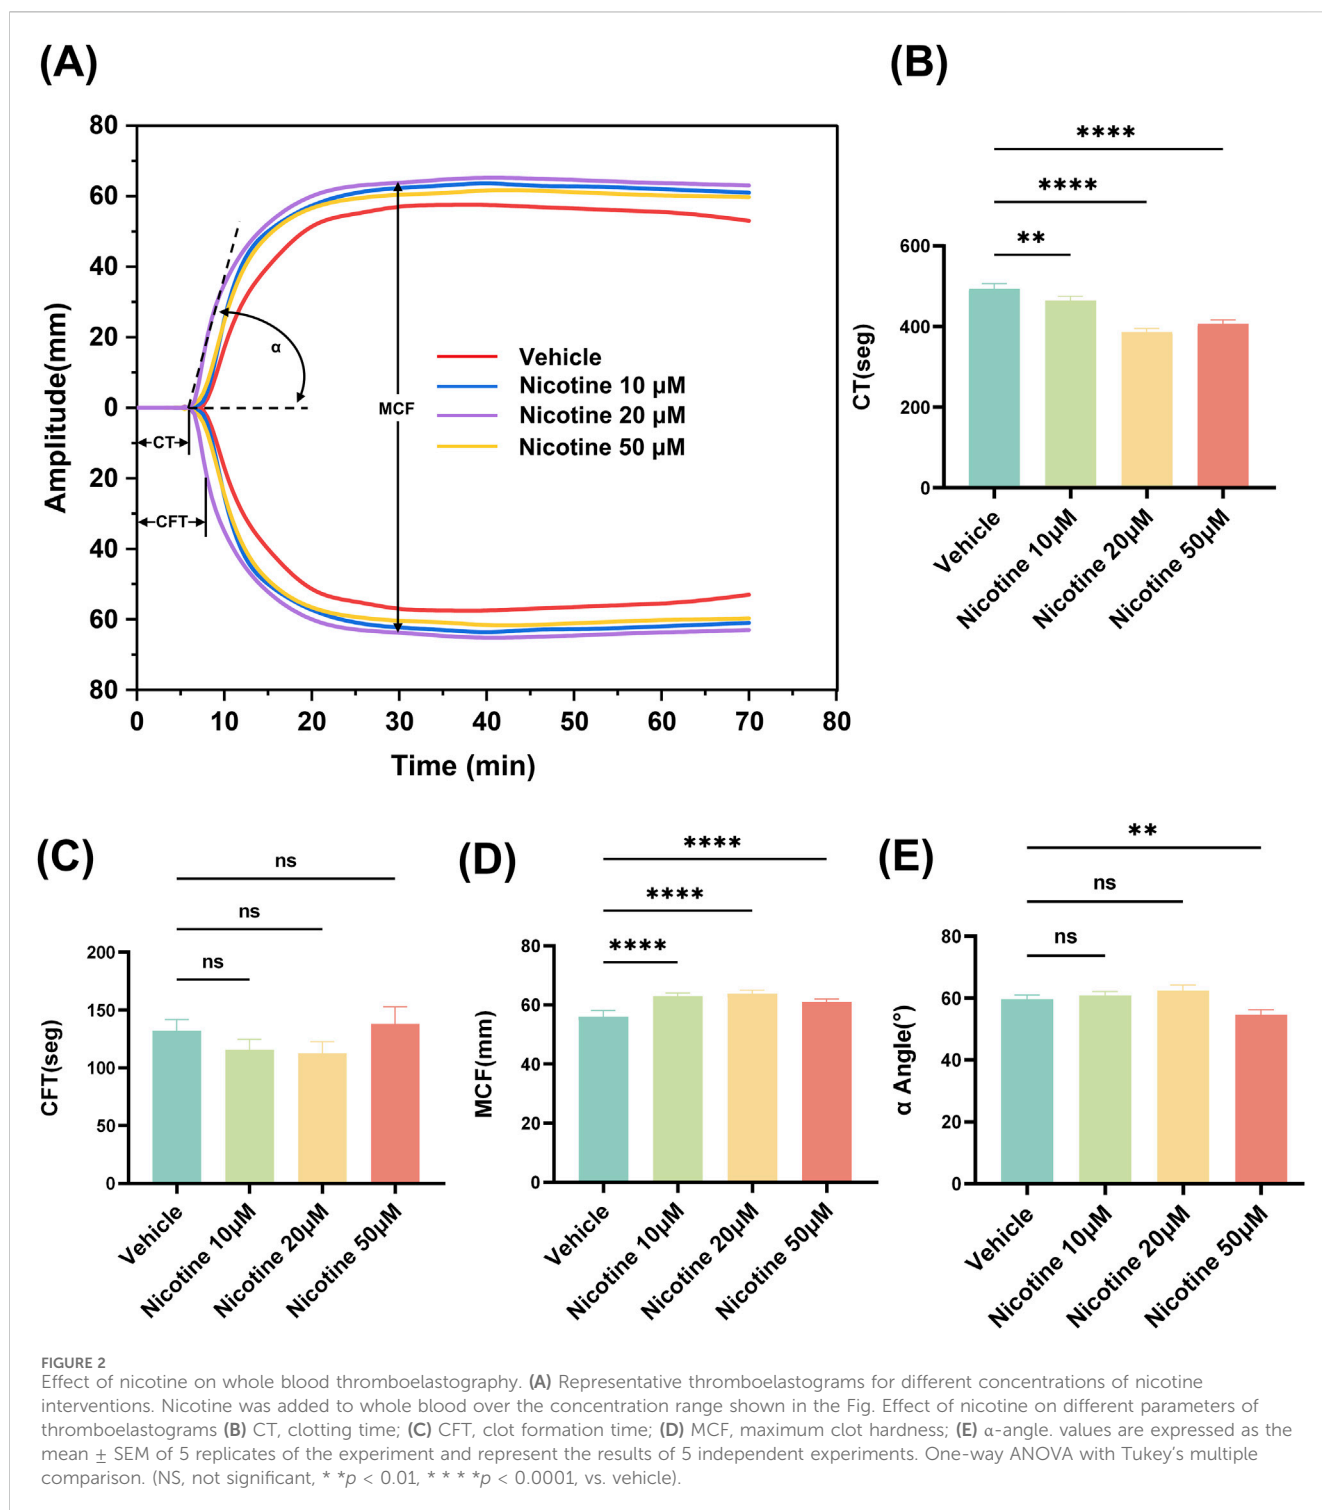 (A)
80
60
40
20
0
20
40
60
80
Amplitude(mm)
0 10 20 30 40 50 60 70 80
Time (min)
α
MCF
CT
CFT
Vehicle
Nicotine 10 μM
Nicotine 20 μM
Nicotine 50 μM
(B)
****
****
**
600
400
200
0
CT(seg)
Vehicle
Nicotine 10μM
Nicotine 20μM
Nicotine 50μM
(C)
ns
ns
ns
200
150
100
50
0
CFT(seg)
Vehicle
Nicotine 10μM
Nicotine 20μM
Nicotine 50μM
(D)
****
****
****
80
60
40
20
0
MCF(mm)
Vehicle
Nicotine 10μM
Nicotine 20μM
Nicotine 50μM
(E)
**
ns
ns
80
60
40
20
0
α Angle(°)
Vehicle
Nicotine 10μM
Nicotine 20μM
Nicotine 50μM
FIGURE 2
Effect of nicotine on whole blood thromboelastography. (A) Representative thromboelastograms for different concentrations of nicotine
interventions. Nicotine was added to whole blood over the concentration range shown in the Fig. Effect of nicotine on different parameters of
thromboelastograms (B) CT, clotting time; (C) CFT, clot formation time; (D) MCF, maximum clot hardness; (E) α-angle. values are expressed as the
mean ± SEM of 5 replicates of the experiment and represent the results of 5 independent experiments. One-way ANOVA with Tukey's multiple
comparison. (NS, not significant, * *p < 0.01, * * * *p < 0.0001, vs. vehicle).